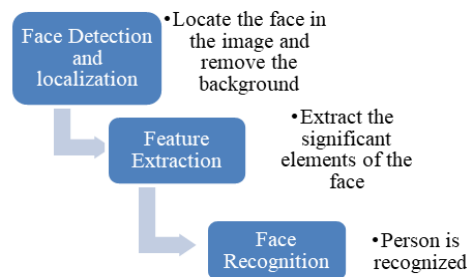 Face Detection
and
localization
•Locate the face in
the image and
remove the
background
Feature
Extraction
•Extract the
significant
elements of the
face
Face
Recognition
•Person is
recognized